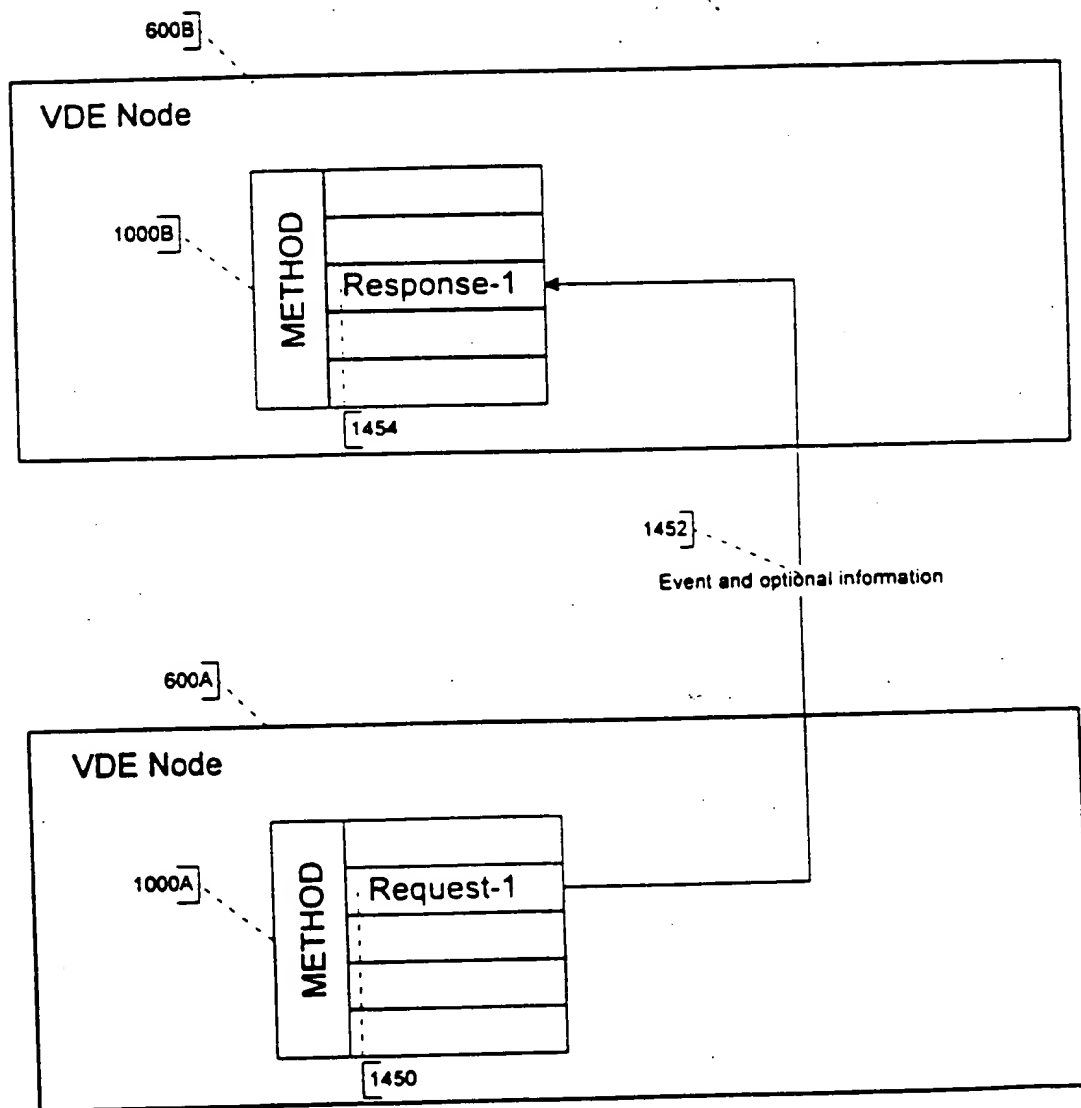 600B
VDE Node
1000B
METHOD
Response-1
1454
1452
Event and optional information
600A
VDE Node
1000A
METHOD
Request-1
1450